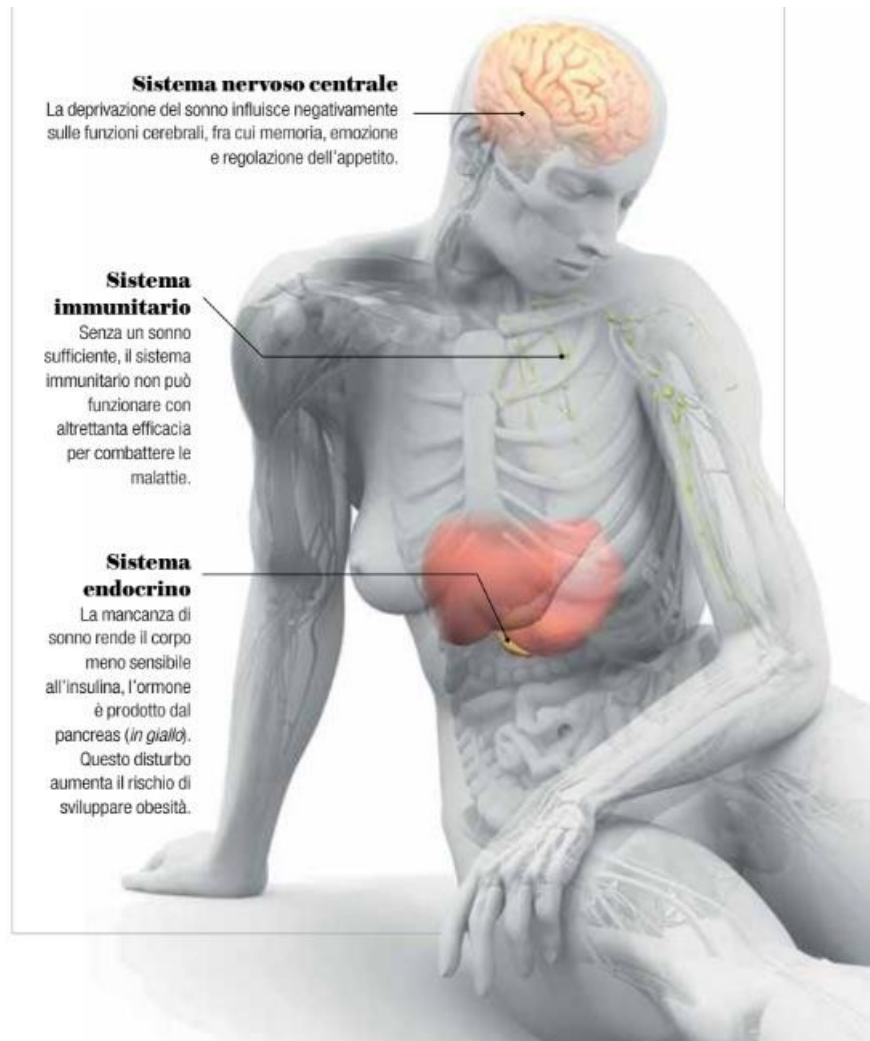 Sistema nervoso centrale
La deprivazione del sonno influisce negativamente
sulle funzioni cerebrali, fra cui memoria, emozione
e regolazione dell'appetito.
Sistema
immunitario
Senza un sonno
sufficiente, il sistema
immunitario non può
funzionare con
altrettanta efficacia
per combattere le
malattie.
Sistema
endocrino
La mancanza di
sonno rende il corpo
meno sensibile
all'insulina, l'ormone
è prodotto dal
pancreas (in giallo).
Questo disturbo
aumenta il rischio di
sviluppare obesità.